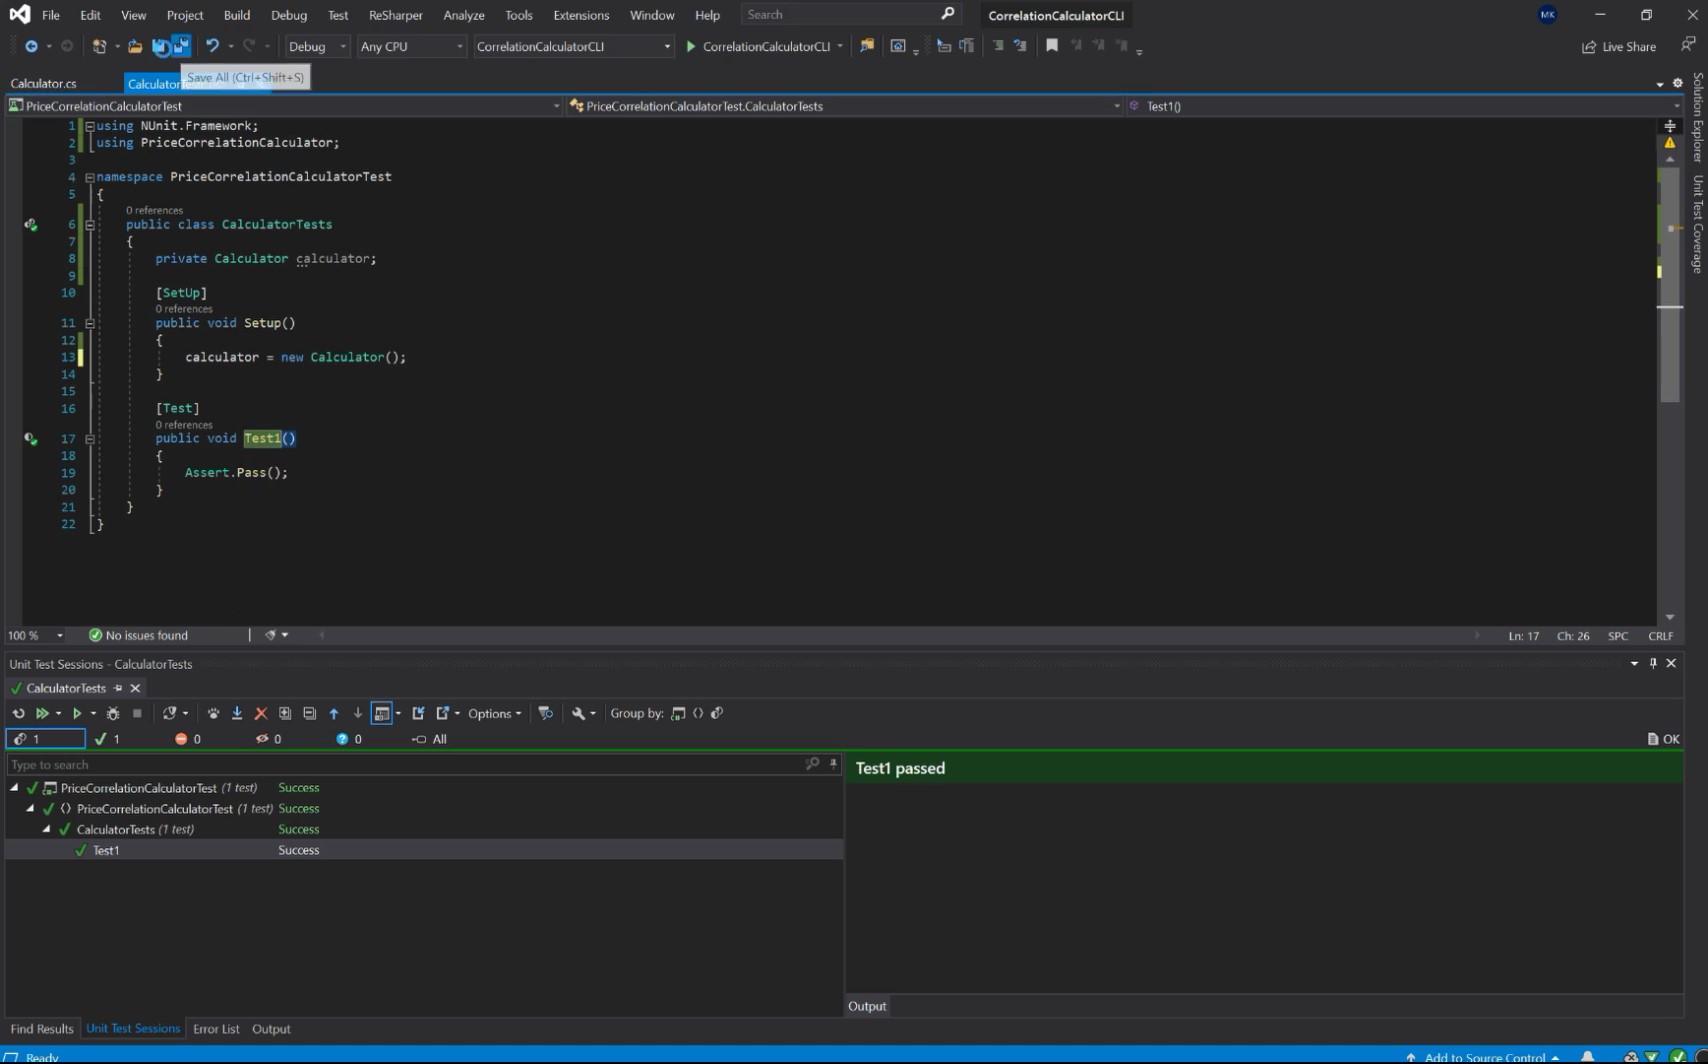 File Edit View Project Build Debug Test ReSharper Analyze Tools Extensions Window Help Search CorrelationCalculatorCLI MK
Debug Any CPU CorrelationCalculatorCLI CorrelationCalculatorCLI Live Share
Save All (Ctrl+Shift+S)
Calculator.cs Calculator
PriceCorrelationCalculatorTest PriceCorrelationCalculatorTest.CalculatorTests Test1()
1 using NUnit.Framework;
2 using PriceCorrelationCalculator;
3
4 namespace PriceCorrelationCalculatorTest
5 {
0 references
6 public class CalculatorTests
7 {
8 private Calculator calculator;
9
10 [SetUp]
0 references
11 public void Setup()
12 {
13 calculator = new Calculator();
14 }
15
16 [Test]
0 references
17 public void Test1()
18 {
19 Assert.Pass();
20 }
21 }
22 }
Solution Explorer
Unit Test Coverage
100 % No issues found Ln: 17 Ch: 26 SPC CRLF
Unit Test Sessions - CalculatorTests
CalculatorTests
Options Group by:
1 1 0 0 0 All OK
Type to search
Test1 passed
PriceCorrelationCalculatorTest (1 test) Success
PriceCorrelationCalculatorTest (1 test) Success
CalculatorTests (1 test) Success
Test1 Success
Output
Find Results Unit Test Sessions Error List Output
Ready Add to Source Control